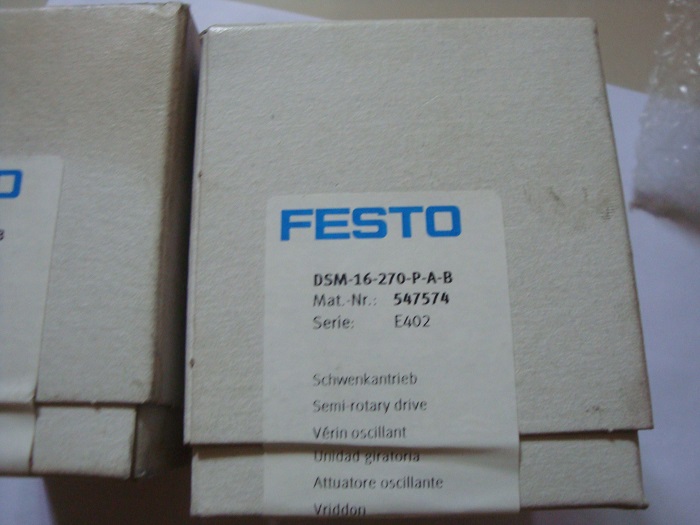 FESTO
DSM-16-270-P-A-B
Mat.-Nr.: 547574
Serie: E402
Schwenkantrieb
Semi-rotary drive
Vérin oscillant
Unidad giratoria
Attuatore oscillante
Vriddon